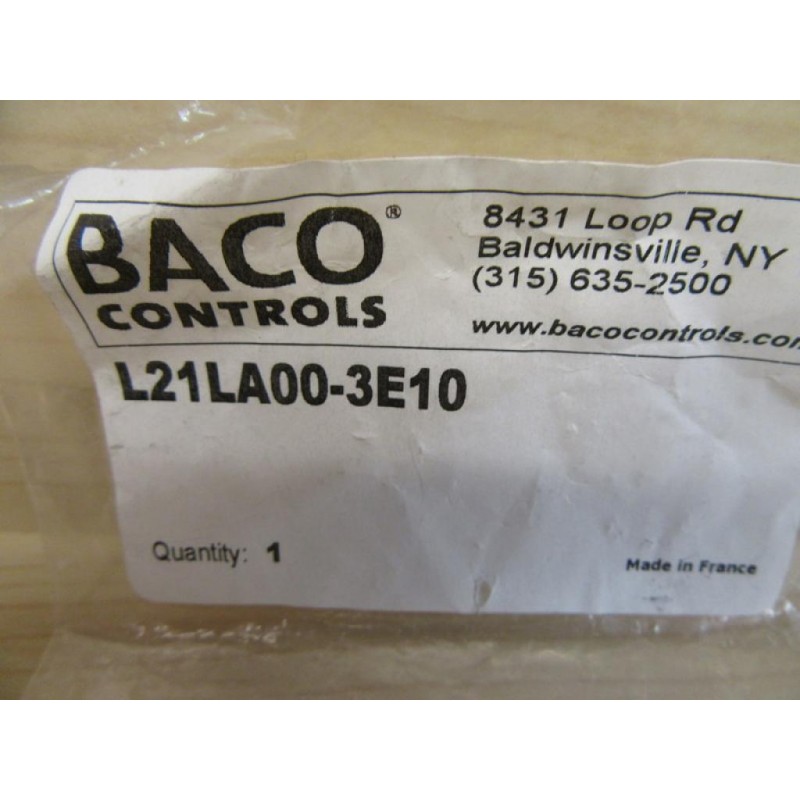 BACO®
CONTROLS
8431 Loop Rd
Baldwinsville, NY
(315) 635-2500
www.bacocontrols.com
L21LA00-3E10
Quantity: 1
Made in France